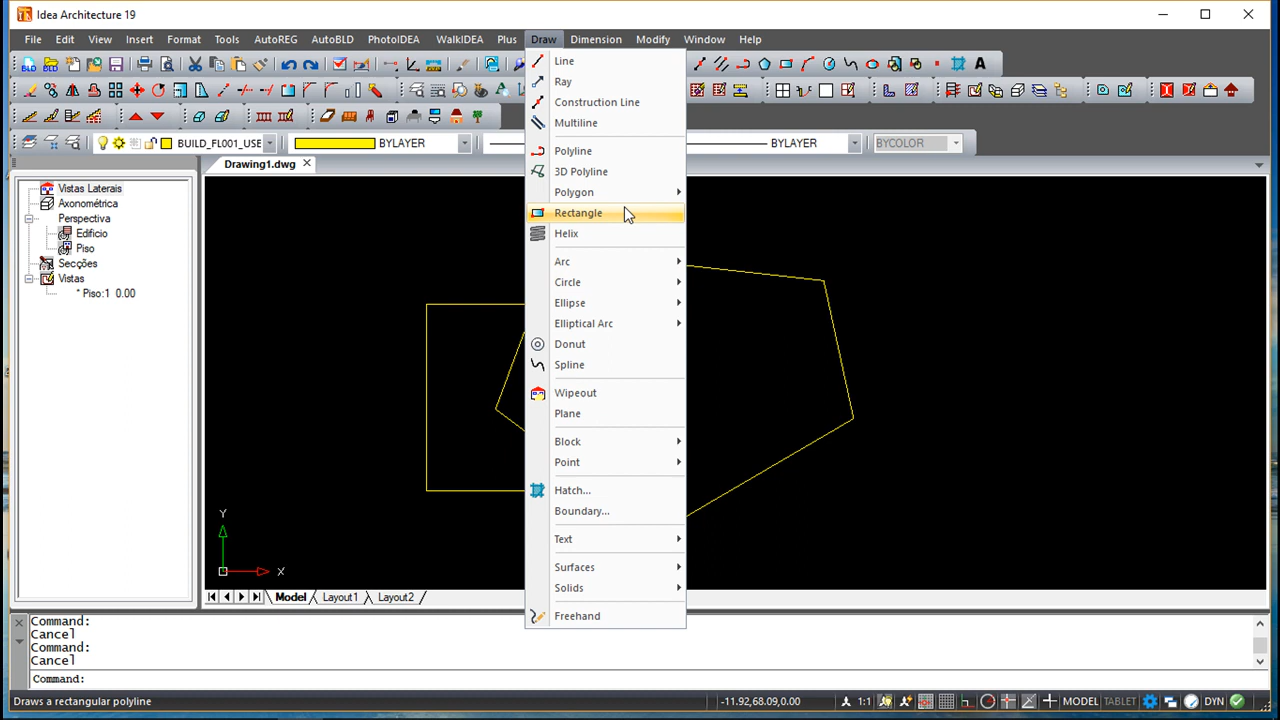 Idea Architecture 19
File Edit View Insert Format Tools AutoREG AutoBLD PhotoIDEA WalkIDEA Plus Draw Dimension Modify Window Help
BUILD_FL001_USE BYLAYER BYLAYER BYCOLOR
Drawing1.dwg
Vistas Laterais
Axonométrica
Perspectiva
Edificio
Piso
Secções
Vistas
* Piso:1 0.00
Line
Ray
Construction Line
Multiline
Polyline
3D Polyline
Polygon
Rectangle
Helix
Arc
Circle
Ellipse
Elliptical Arc
Donut
Spline
Wipeout
Plane
Block
Point
Hatch...
Boundary...
Text
Surfaces
Solids
Freehand
Y
X
Model Layout1 Layout2
Command:
Cancel
Command:
Cancel
Command:
Draws a rectangular polyline -11.92,68.09,0.00 1:1 MODEL TABLET DYN